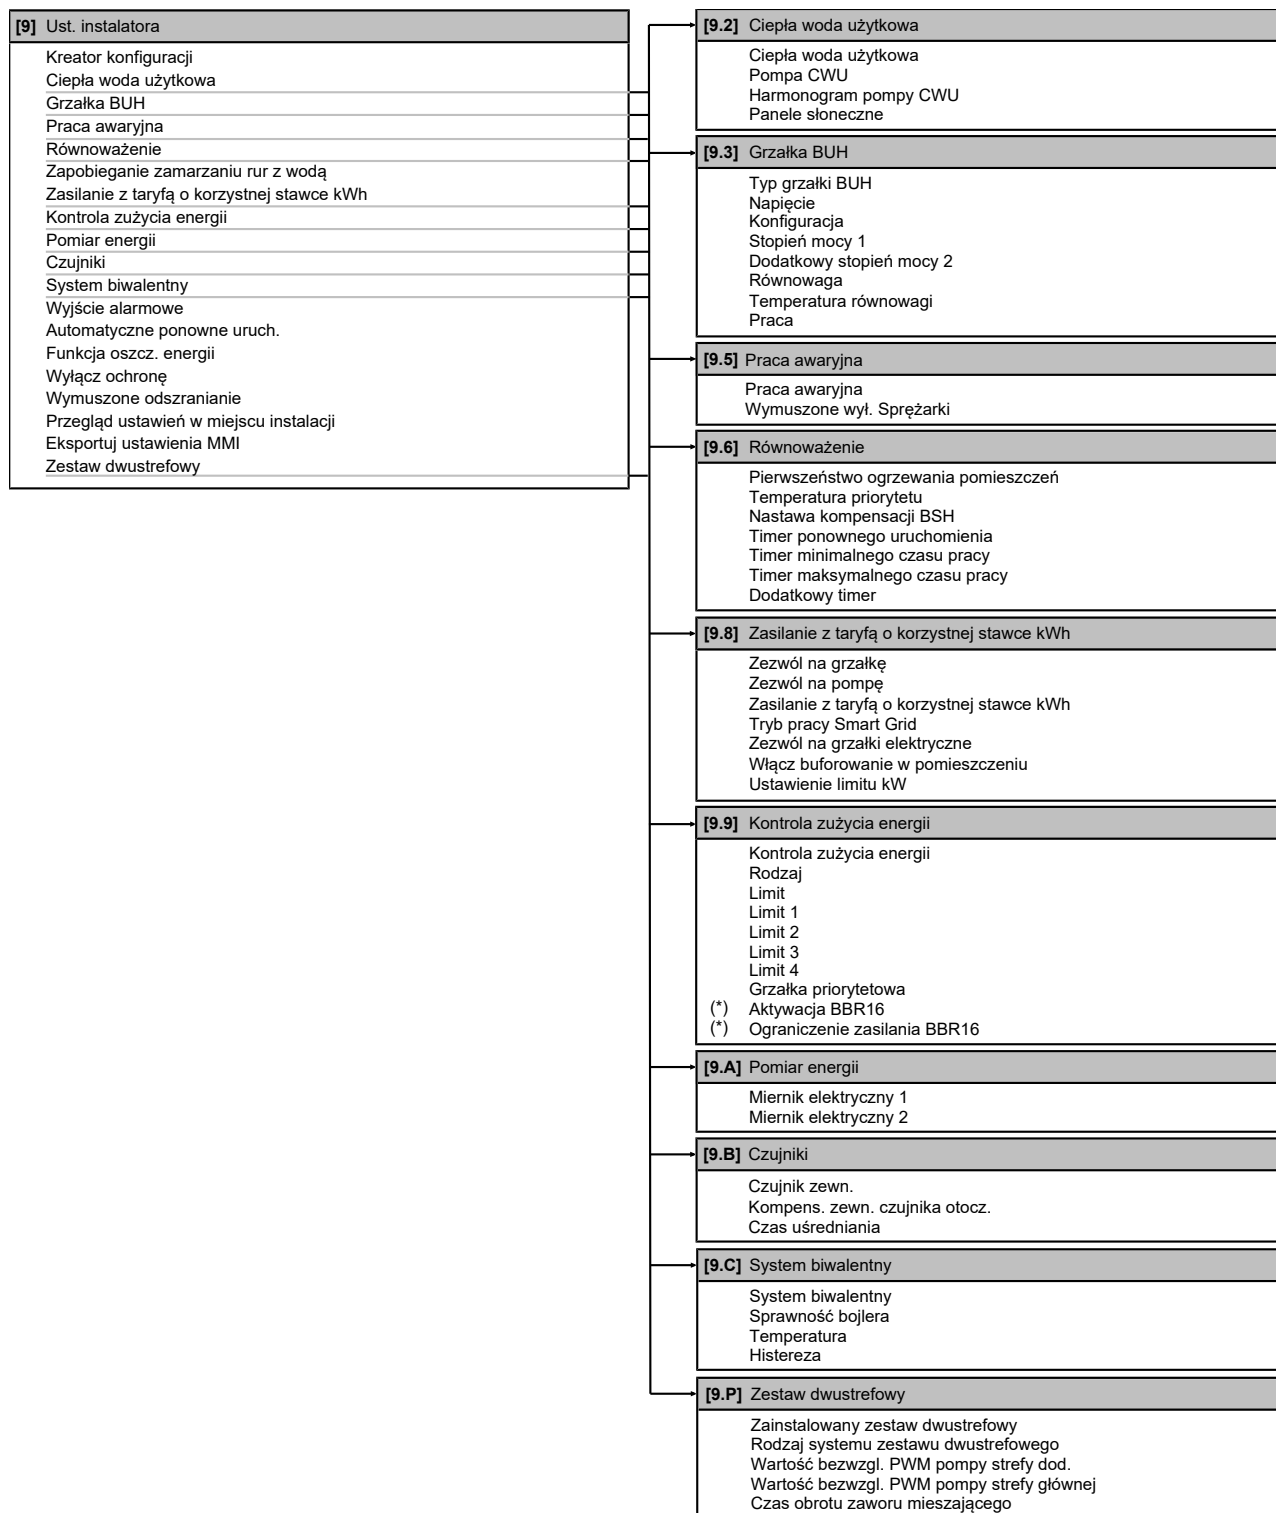 [9] Ust. instalatora
Kreator konfiguracji
Ciepła woda użytkowa
Grzałka BUH
Praca awaryjna
Równoważenie
Zapobieganie zamarzaniu rur z wodą
Zasilanie z taryfą o korzystnej stawce kWh
Kontrola zużycia energii
Pomiar energii
Czujniki
System biwalentny
Wyjście alarmowe
Automatyczne ponowne uruch.
Funkcja oszcz. energii
Wyłącz ochronę
Wymuszone odszranianie
Przegląd ustawień w miejscu instalacji
Eksportuj ustawienia MMI
Zestaw dwustrefowy
[9.2] Ciepła woda użytkowa
Ciepła woda użytkowa
Pompa CWU
Harmonogram pompy CWU
Panele słoneczne
[9.3] Grzałka BUH
Typ grzałki BUH
Napięcie
Konfiguracja
Stopień mocy 1
Dodatkowy stopień mocy 2
Równowaga
Temperatura równowagi
Praca
[9.5] Praca awaryjna
Praca awaryjna
Wymuszone wył. Sprężarki
[9.6] Równoważenie
Pierwszeństwo ogrzewania pomieszczeń
Temperatura priorytetu
Nastawa kompensacji BSH
Timer ponownego uruchomienia
Timer minimalnego czasu pracy
Timer maksymalnego czasu pracy
Dodatkowy timer
[9.8] Zasilanie z taryfą o korzystnej stawce kWh
Zezwól na grzałkę
Zezwól na pompę
Zasilanie z taryfą o korzystnej stawce kWh
Tryb pracy Smart Grid
Zezwól na grzałki elektryczne
Włącz buforowanie w pomieszczeniu
Ustawienie limitu kW
[9.9] Kontrola zużycia energii
Kontrola zużycia energii
Rodzaj
Limit
Limit 1
Limit 2
Limit 3
Limit 4
Grzałka priorytetowa
(*) Aktywacja BBR16
(*) Ograniczenie zasilania BBR16
[9.A] Pomiar energii
Miernik elektryczny 1
Miernik elektryczny 2
[9.B] Czujniki
Czujnik zewn.
Kompens. zewn. czujnika otocz.
Czas uśredniania
[9.C] System biwalentny
System biwalentny
Sprawność bojlera
Temperatura
Histereza
[9.P] Zestaw dwustrefowy
Zainstalowany zestaw dwustrefowy
Rodzaj systemu zestawu dwustrefowego
Wartość bezwzgl. PWM pompy strefy dod.
Wartość bezwzgl. PWM pompy strefy głównej
Czas obrotu zaworu mieszającego